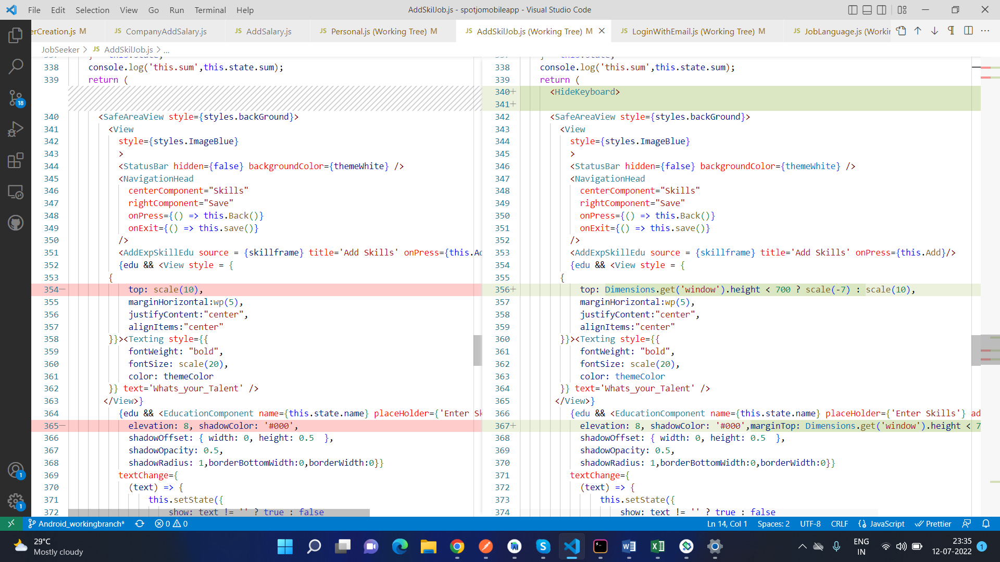 File Edit Selection View Go Run Terminal Help
AddSkilJob.js - spotjomobileapp - Visual Studio Code
erCreation.js M
JS CompanyAddSalary.js
JS AddSalary.js
JS Personal.js (Working Tree) M
JS AddSkilJob.js (Working Tree) M
JS LoginWithEmail.js (Working Tree) M
JS JobLanguage.js (Workin
JobSeeker > JS AddSkilJob.js > ...
338 console.log('this.sum',this.state.sum);
339 return (
340 <SafeAreaView style={styles.backGround}>
341 <View
342 style={styles.ImageBlue}
343 >
344 <StatusBar hidden={false} backgroundColor={themeWhite} />
345 <NavigationHead
346 centerComponent="Skills"
347 rightComponent="Save"
348 onPress={() => this.Back()}
349 onExit={() => this.save()}
350 />
351 <AddExpSkillEdu source = {skillframe} title='Add Skills' onPress={this.Ad
352 {edu && <View style = {
353 {
354— top: scale(10),
355 marginHorizontal:wp(5),
356 justifyContent:"center",
357 alignItems:"center"
358 }}><Texting style={{
359 fontWeight: "bold",
360 fontSize: scale(20),
361 color: themeColor
362 }} text='Whats_your_Talent' />
363 </View>}
364 {edu && <EducationComponent name={this.state.name} placeHolder={'Enter Sk
365— elevation: 8, shadowColor: '#000',
366 shadowOffset: { width: 0, height: 0.5  },
367 shadowOpacity: 0.5,
368 shadowRadius: 1,borderBottomWidth:0,borderWidth:0}}
369 textChange={
370 (text) => {
371 this.setState({
372 show: text != '' ? true : false
338 console.log('this.sum',this.state.sum);
339 return (
340+ <HideKeyboard>
341+
342 <SafeAreaView style={styles.backGround}>
343 <View
344 style={styles.ImageBlue}
345 >
346 <StatusBar hidden={false} backgroundColor={themeWhite} />
347 <NavigationHead
348 centerComponent="Skills"
349 rightComponent="Save"
350 onPress={() => this.Back()}
351 onExit={() => this.save()}
352 />
353 <AddExpSkillEdu source = {skillframe} title='Add Skills' onPress={this.Add}/>
354 {edu && <View style = {
355 {
356+ top: Dimensions.get('window').height < 700 ? scale(-7) : scale(10),
357 marginHorizontal:wp(5),
358 justifyContent:"center",
359 alignItems:"center"
360 }}><Texting style={{
361 fontWeight: "bold",
362 fontSize: scale(20),
363 color: themeColor
364 }} text='Whats_your_Talent' />
365 </View>}
366 {edu && <EducationComponent name={this.state.name} placeHolder={'Enter Skills'} ad
367+ elevation: 8, shadowColor: '#000',marginTop: Dimensions.get('window').height < 7
368 shadowOffset: { width: 0, height: 0.5  },
369 shadowOpacity: 0.5,
370 shadowRadius: 1,borderBottomWidth:0,borderWidth:0}}
371 textChange={
372 (text) => {
373 this.setState({
374 show: text != '' ? true : false
18
1
1
Android_workingbranch* 0 0
Ln 14, Col 1 Spaces: 2 UTF-8 CRLF JavaScript Prettier
29°C
Mostly cloudy
ENG
IN
23:35
12-07-2022
1